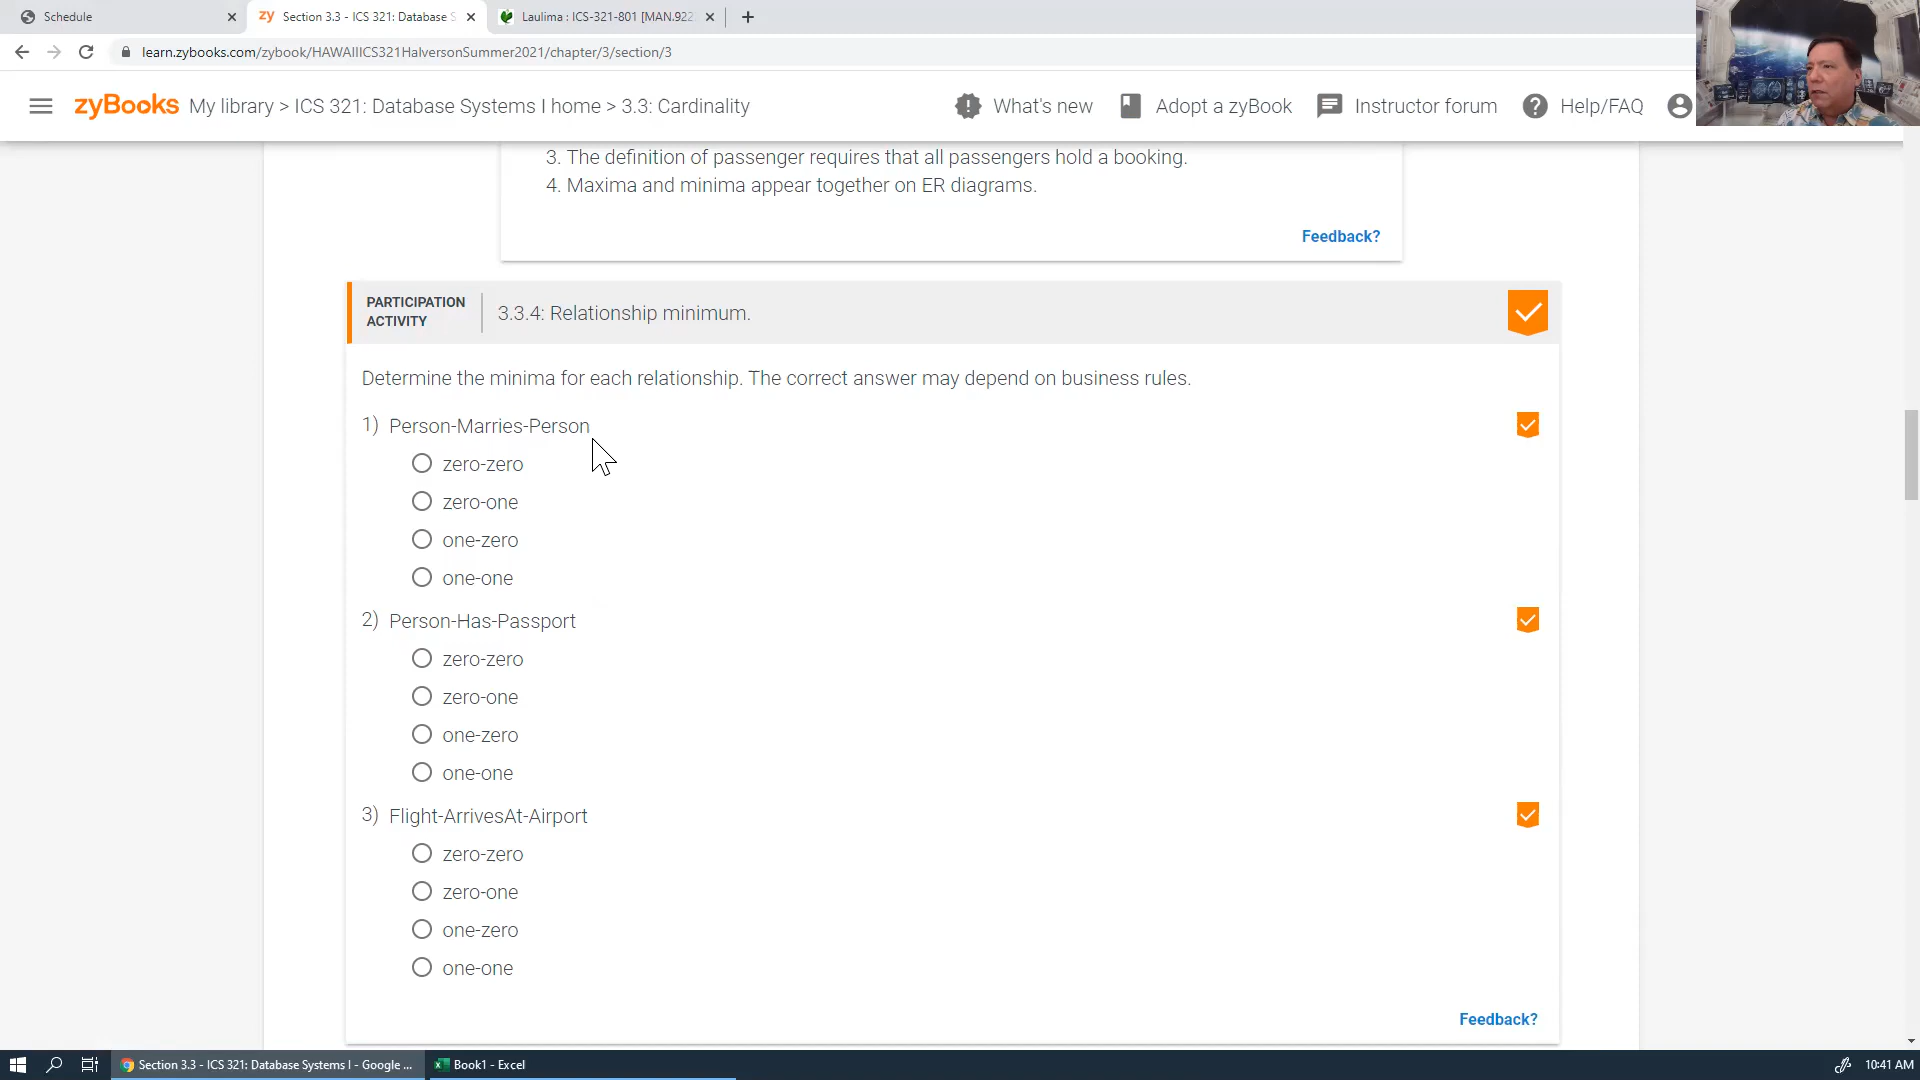 Schedule
zy Section 3.3 - ICS 321: Database S
Laulima : ICS-321-801 [MAN.922
learn.zybooks.com/zybook/HAWAIIICS321HalversonSummer2021/chapter/3/section/3
zyBooks My library > ICS 321: Database Systems I home > 3.3: Cardinality
What's new
Adopt a zyBook
Instructor forum
Help/FAQ
3. The definition of passenger requires that all passengers hold a booking.
4. Maxima and minima appear together on ER diagrams.
Feedback?
PARTICIPATION
ACTIVITY
3.3.4: Relationship minimum.
Determine the minima for each relationship. The correct answer may depend on business rules.
1) Person-Marries-Person
zero-zero
zero-one
one-zero
one-one
2) Person-Has-Passport
zero-zero
zero-one
one-zero
one-one
3) Flight-ArrivesAt-Airport
zero-zero
zero-one
one-zero
one-one
Feedback?
Section 3.3 - ICS 321: Database Systems I - Google ...
Book1 - Excel
10:41 AM